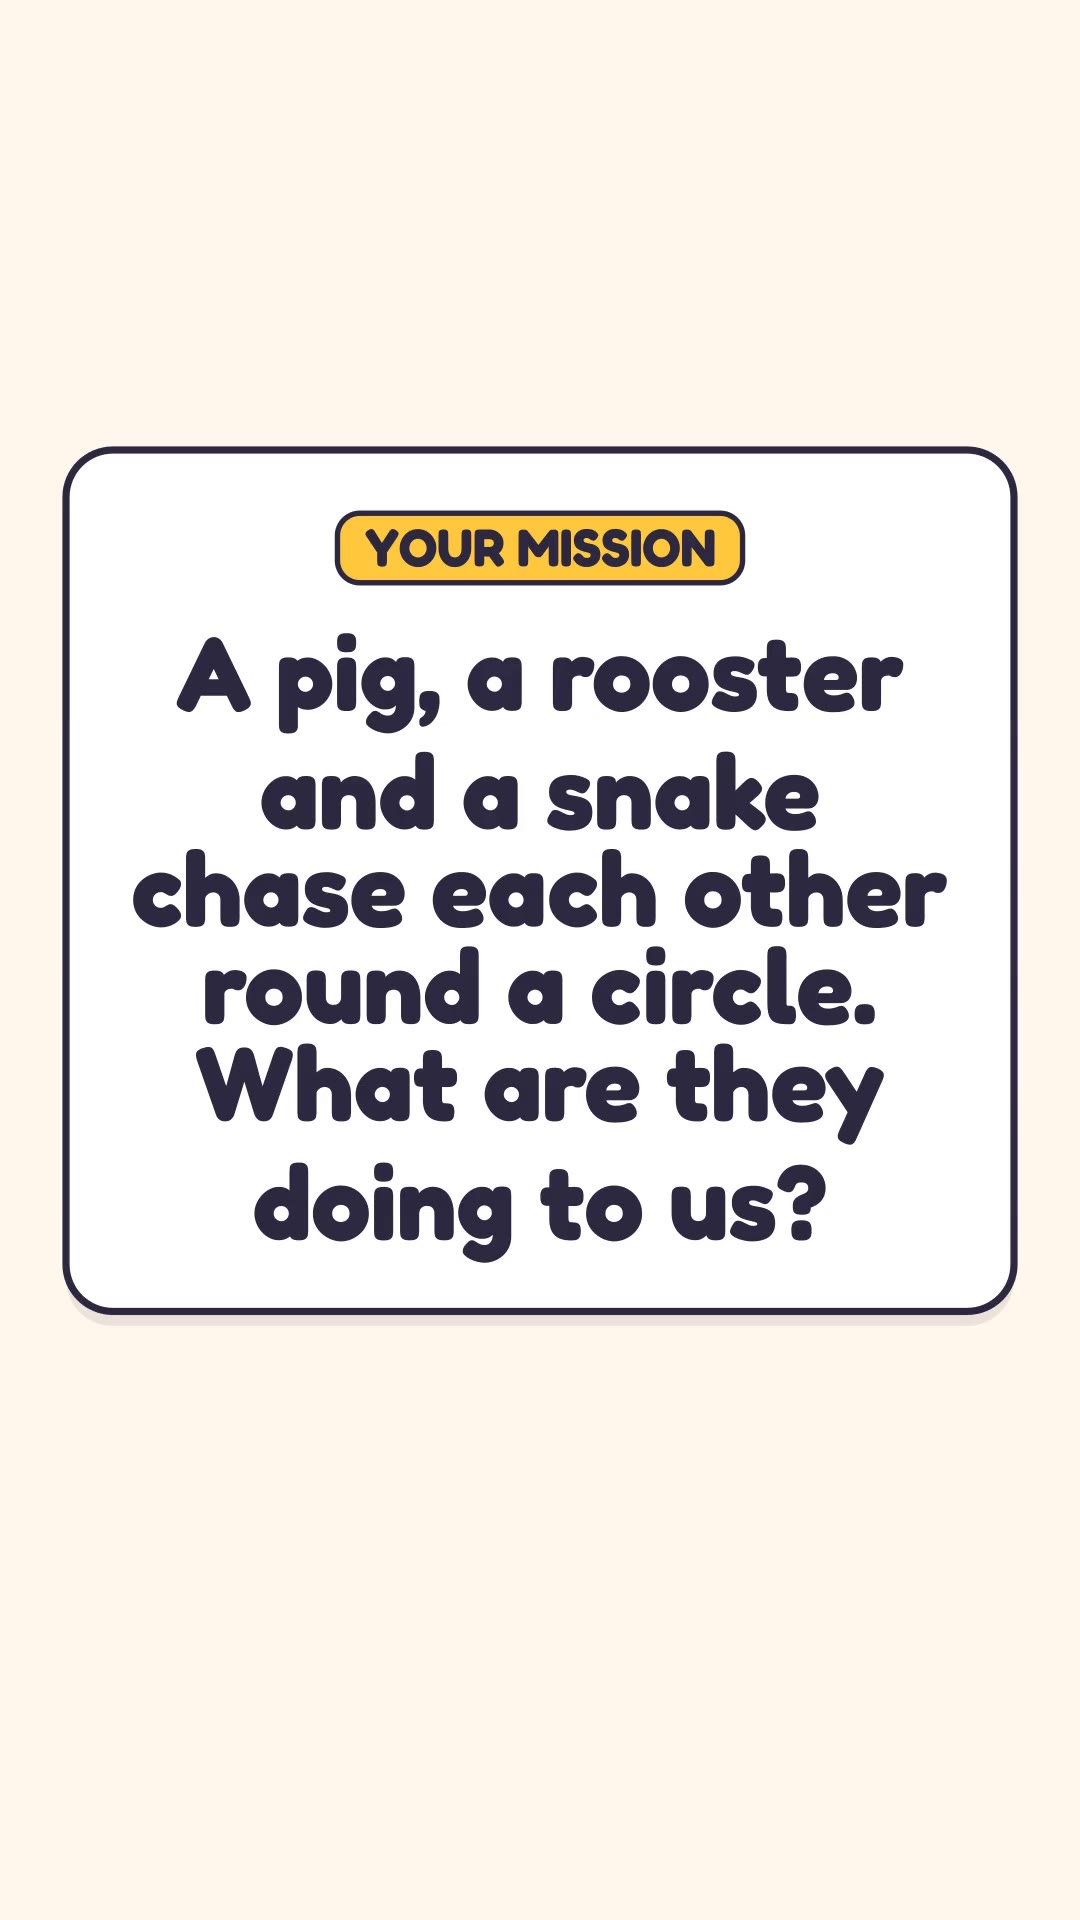 YOUR MISSION
A pig, a rooster
and a snake
chase each other
round a circle.
What are they
doing to us?